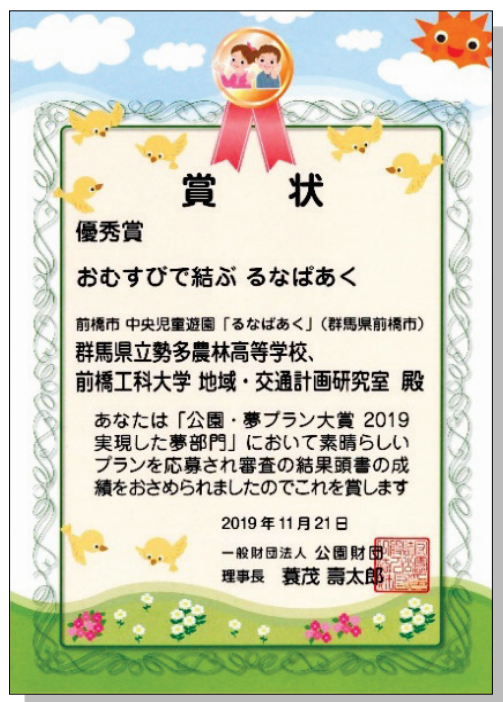 賞 状
優秀賞
おむすびで結ぶ るなぱあく
前橋市 中央児童遊園「るなぱあく」(群馬県前橋市)
群馬県立勢多農林高等学校、
前橋工科大学 地域・交通計画研究室 殿
あなたは「公園・夢プラン大賞 2019
実現した夢部門」において素晴らしい
プランを応募され審査の結果頭書の成
績をおさめられましたのでこれを賞します
2019年11月21日
一般財団法人 公園財団
理事長 蓑茂 壽太郎